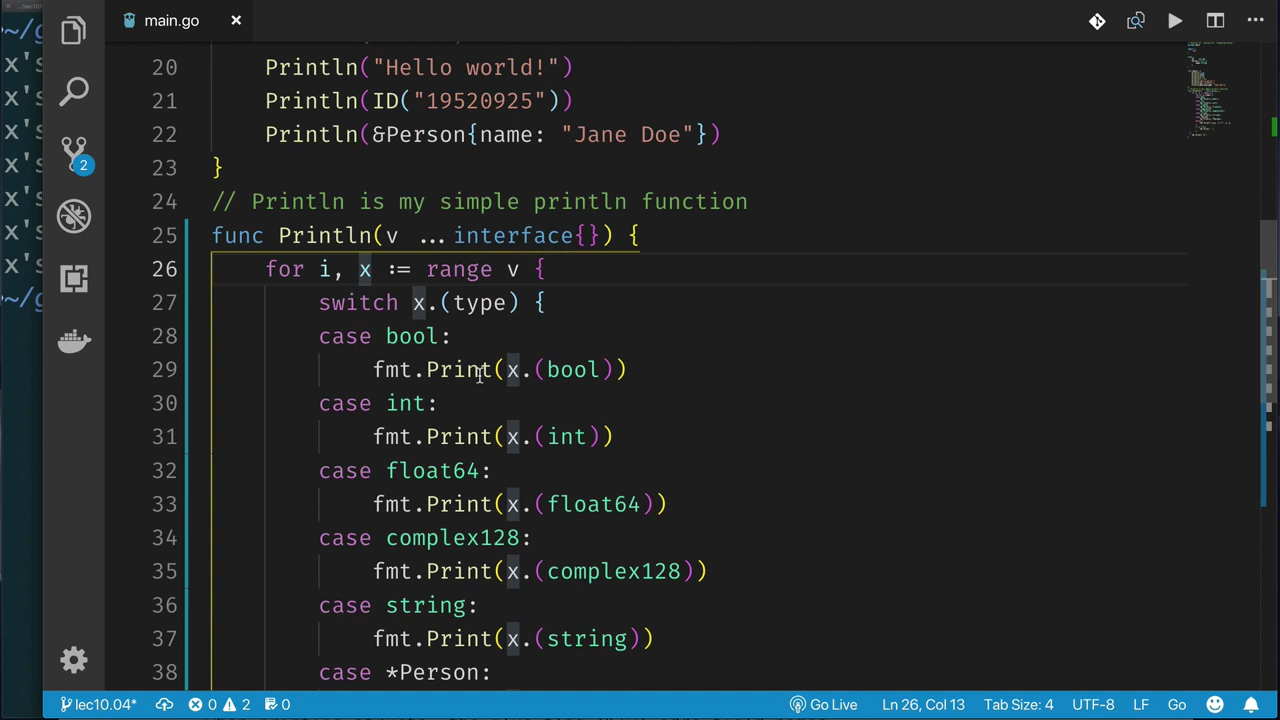 main.go
~/g
x's
x's
x's
x's
x's
x's
x's
~/g
20 Println("Hello world!")
21 Println(ID("19520925"))
22 Println(&Person{name: "Jane Doe"})
23 }
24 // Println is my simple println function
25 func Println(v ...interface{}) {
26 for i, x := range v {
27 switch x.(type) {
28 case bool:
29 fmt.Print(x.(bool))
30 case int:
31 fmt.Print(x.(int))
32 case float64:
33 fmt.Print(x.(float64))
34 case complex128:
35 fmt.Print(x.(complex128))
36 case string:
37 fmt.Print(x.(string))
38 case *Person:
2
lec10.04* 0 2 0 Go Live Ln 26, Col 13 Tab Size: 4 UTF-8 LF Go